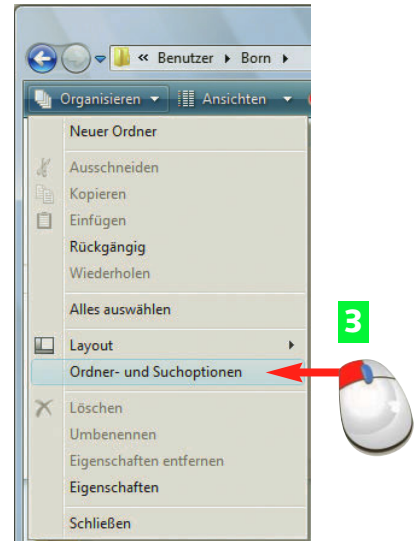 « Benutzer Born
Organisieren Ansichten
Neuer Ordner
Ausschneiden
Kopieren
Einfügen
Rückgängig
Wiederholen
Alles auswählen
3
Layout
Ordner- und Suchoptionen
Löschen
Umbenennen
Eigenschaften entfernen
Eigenschaften
Schließen